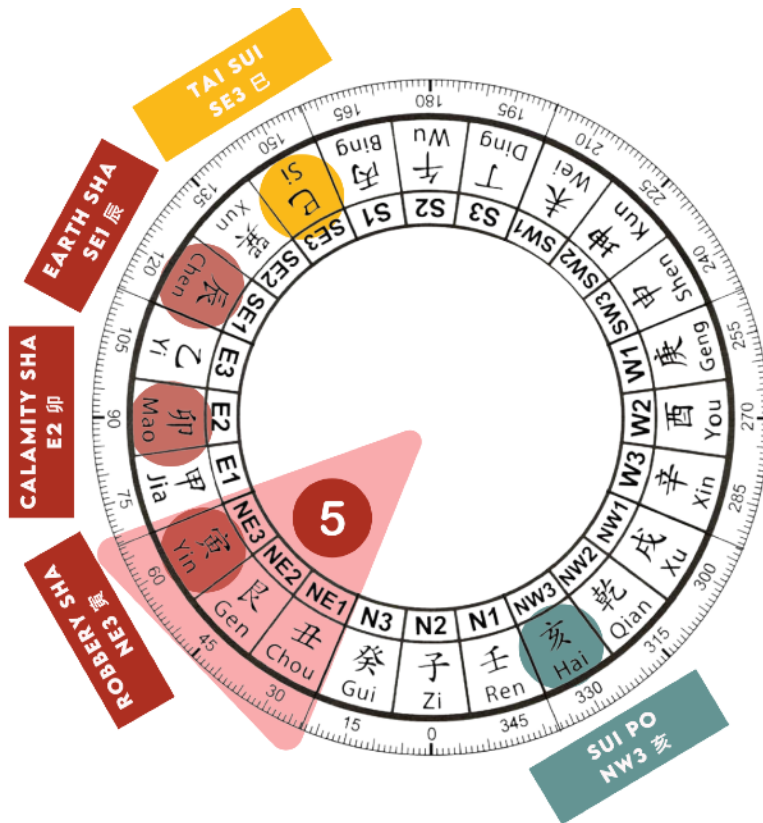 TAI SUI
SE3 巳
EARTH SHA
SE1 辰
CALAMITY SHA
E2 卯
ROBBERY SHA
NE3 寅
SUI PO
NW3 亥
5
180
195
210
225
240
255
270
285
300
315
330
345
0
15
30
45
60
75
90
105
120
135
150
165
Wu
午
S2
Ding
丁
S3
Wei
未
SW1
Kun
坤
SW2
Shen
申
SW3
Geng
庚
W1
You
酉
W2
Xin
辛
W3
Xu
戌
NW1
Qian
乾
NW2
Hai
亥
NW3
Ren
壬
N1
Zi
子
N2
Gui
癸
N3
Chou
丑
NE1
Gen
艮
NE2
Yin
寅
NE3
Jia
甲
E1
Mao
卯
E2
Yi
乙
E3
Chen
辰
SE1
Xun
巽
SE2
Si
巳
SE3
Bing
丙
S1